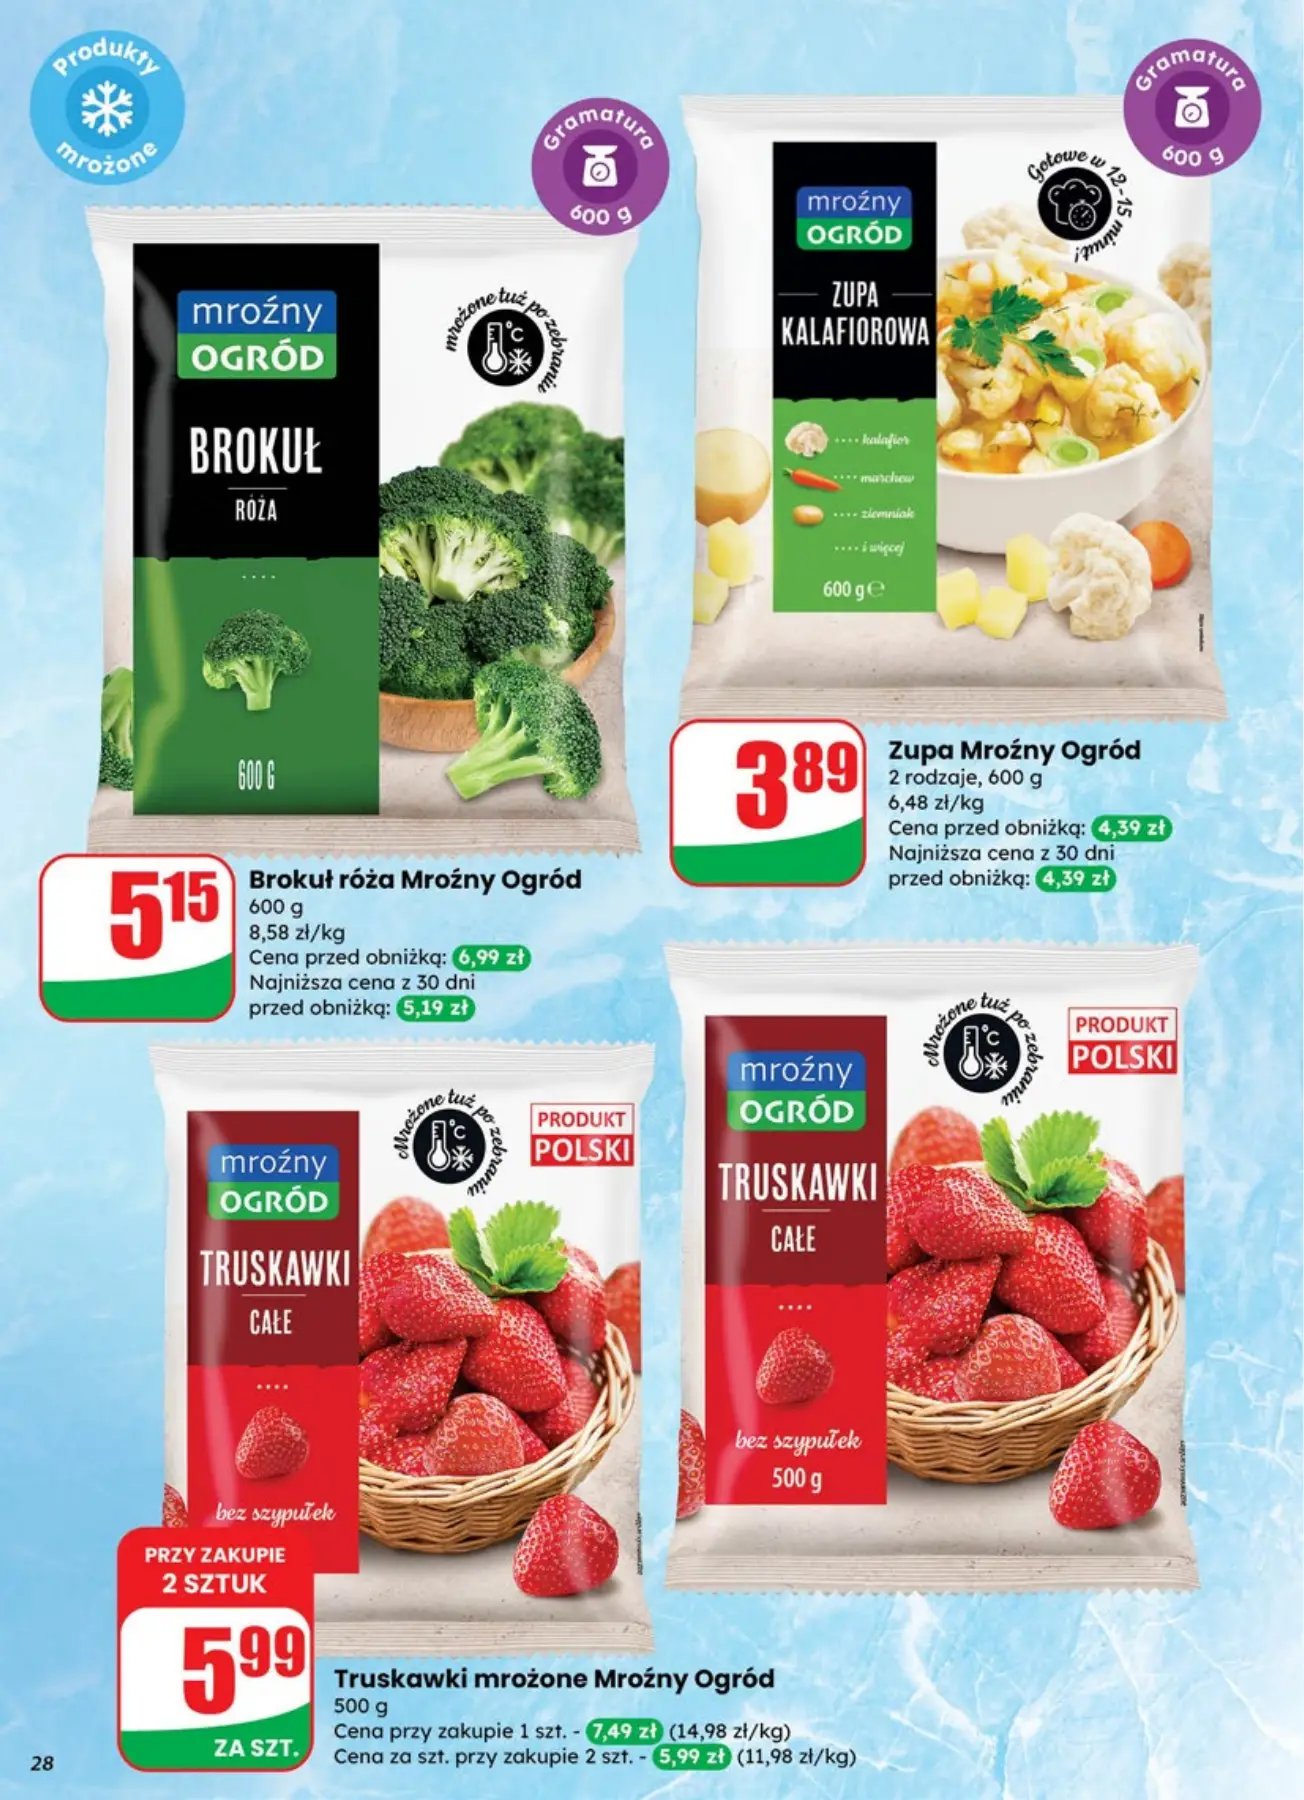 Produkty
mrożone
Gramatura
600 g
mroźny
OGRÓD
BROKUŁ
RÓŻA
600 G
mrożone tuż po zebraniu
°C
Gramatura
600 g
mroźny
OGRÓD
ZUPA
KALAFIOROWA
kalafior
marchew
ziemniak
i więcej
600 g e
Gotowe w 12-15 minut!
5 15
Brokuł róża Mroźny Ogród
600 g
8,58 zł/kg
Cena przed obniżką: 6,99 zł
Najniższa cena z 30 dni
przed obniżką: 5,19 zł
3 89
Zupa Mroźny Ogród
2 rodzaje, 600 g
6,48 zł/kg
Cena przed obniżką: 4,39 zł
Najniższa cena z 30 dni
przed obniżką: 4,39 zł
mroźny
OGRÓD
TRUSKAWKI
CAŁE
bez szypułek
Mrożone tuż po zebraniu
°C
PRODUKT
POLSKI
mroźny
OGRÓD
TRUSKAWKI
CAŁE
bez szypułek
500 g
Mrożone tuż po zebraniu
°C
PRODUKT
POLSKI
PRZY ZAKUPIE
2 SZTUK
5 99
ZA SZT.
Truskawki mrożone Mroźny Ogród
500 g
Cena przy zakupie 1 szt. - 7,49 zł (14,98 zł/kg)
Cena za szt. przy zakupie 2 szt. - 5,99 zł (11,98 zł/kg)
28